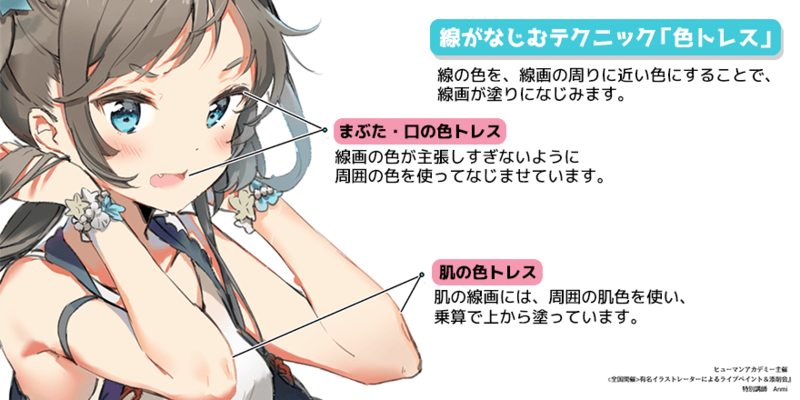 線がなじむテクニック「色トレス」
線の色を、線画の周りに近い色にすることで、
線画が塗りになじみます。
まぶた・口の色トレス
線画の色が主張しすぎないように
周囲の色を使ってなじませています。
肌の色トレス
肌の線画には、周囲の肌色を使い、
乗算で上から塗っています。
ヒューマンアカデミー主催
<全国開催>有名イラストレーターによるライブペイント&添削会』
特別講師 Anmi